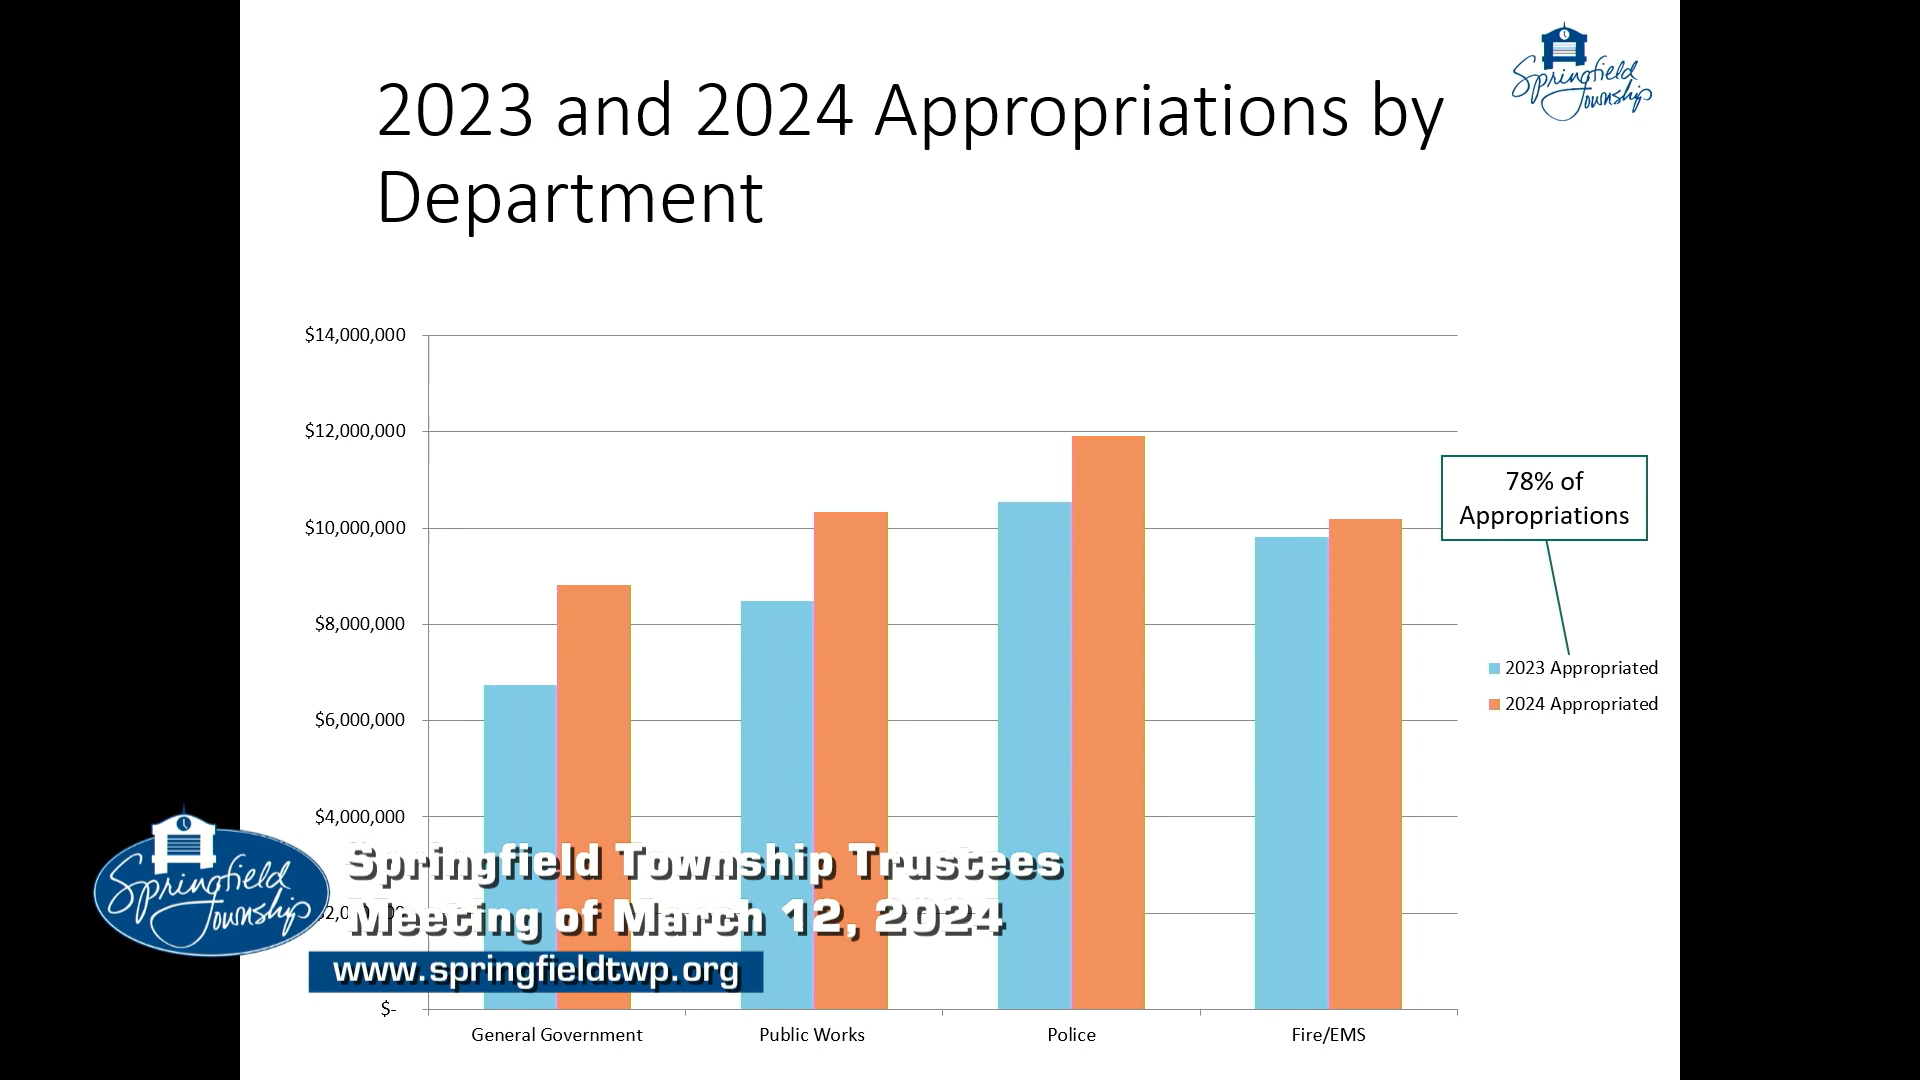 Springfield
Township
2023 and 2024 Appropriations by
Department
$14,000,000
$12,000,000
$10,000,000
$8,000,000
$6,000,000
$4,000,000
$-
78% of
Appropriations
2023 Appropriated
2024 Appropriated
General Government
Public Works
Police
Fire/EMS
Springfield
Township
Springfield Township Trustees
Meeting of March 12, 2024
www.springfieldtwp.org